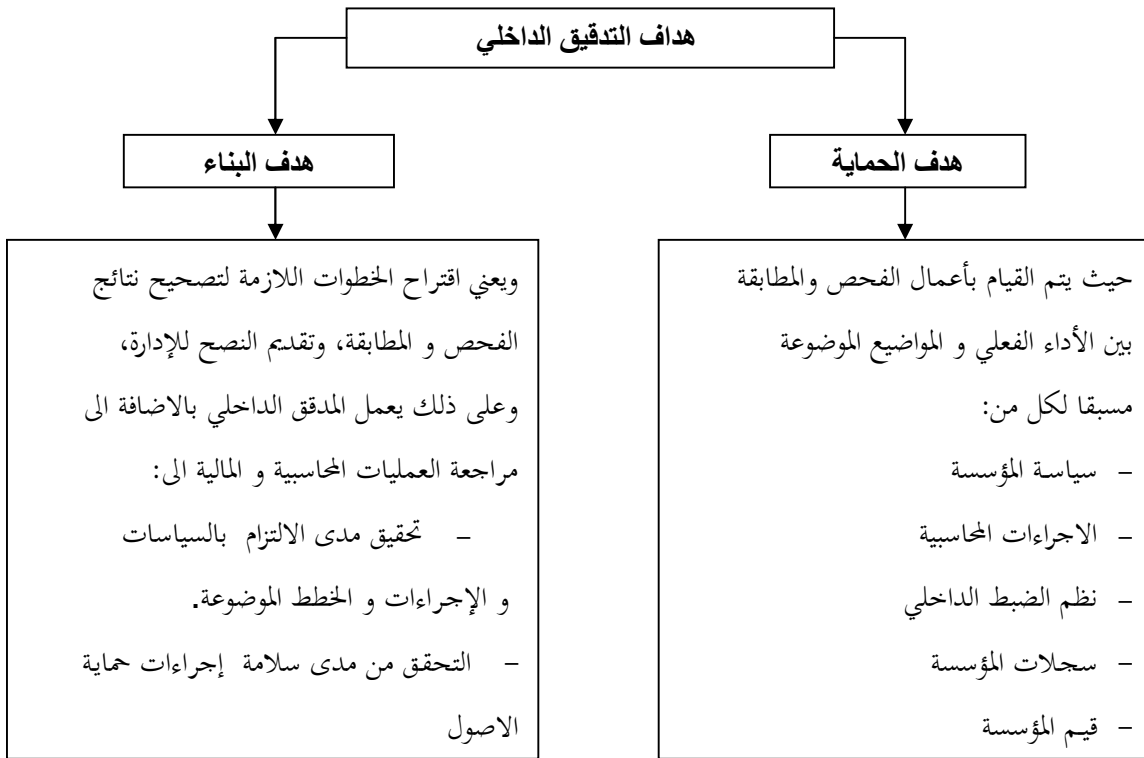 هداف التدقيق الداخلي
هدف الحماية
هدف البناء
حيث يتم القيام بأعمال الفحص والمطابقة
بين الأداء الفعلي و المواضيع الموضوعة
مسبقا لكل من:
– سياسة المؤسسة
– الاجراءات المحاسبية
– نظم الضبط الداخلي
– سجلات المؤسسة
– قيم المؤسسة
ويعني اقتراح الخطوات اللازمة لتصحيح نتائج
الفحص و المطابقة، وتقديم النصح للإدارة،
وعلى ذلك يعمل المدقق الداخلي بالاضافة الى
مراجعة العمليات المحاسبية و المالية الى:
– تحقيق مدى الالتزام بالسياسات
و الإجراءات و الخطط الموضوعة.
– التحقق من مدى سلامة إجراءات حماية
الاصول